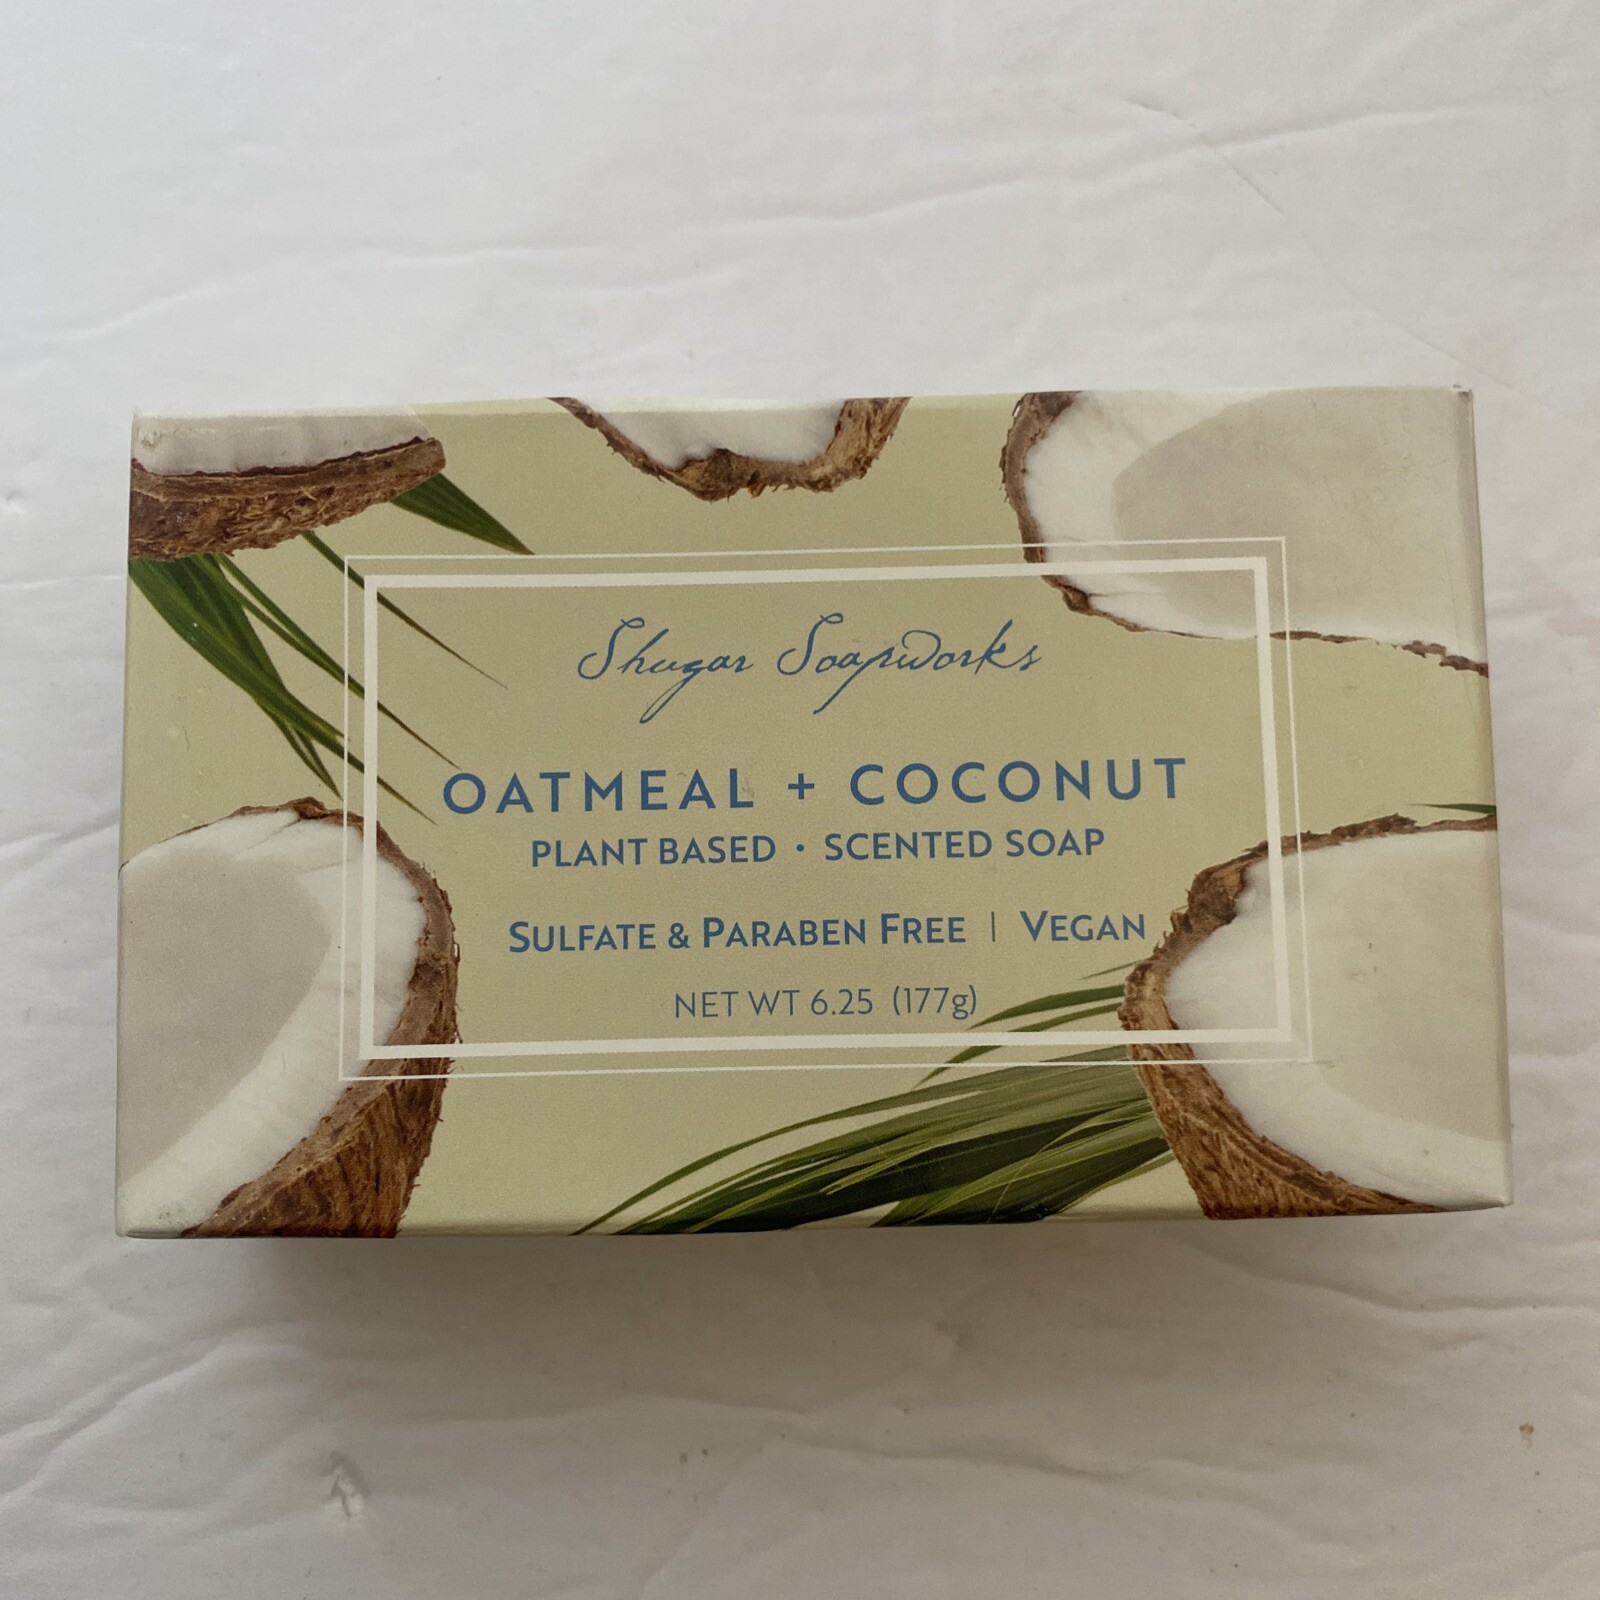 Shugar Soapworks
OATMEAL + COCONUT
PLANT BASED · SCENTED SOAP
SULFATE & PARABEN FREE | VEGAN
NET WT 6.25 (177g)